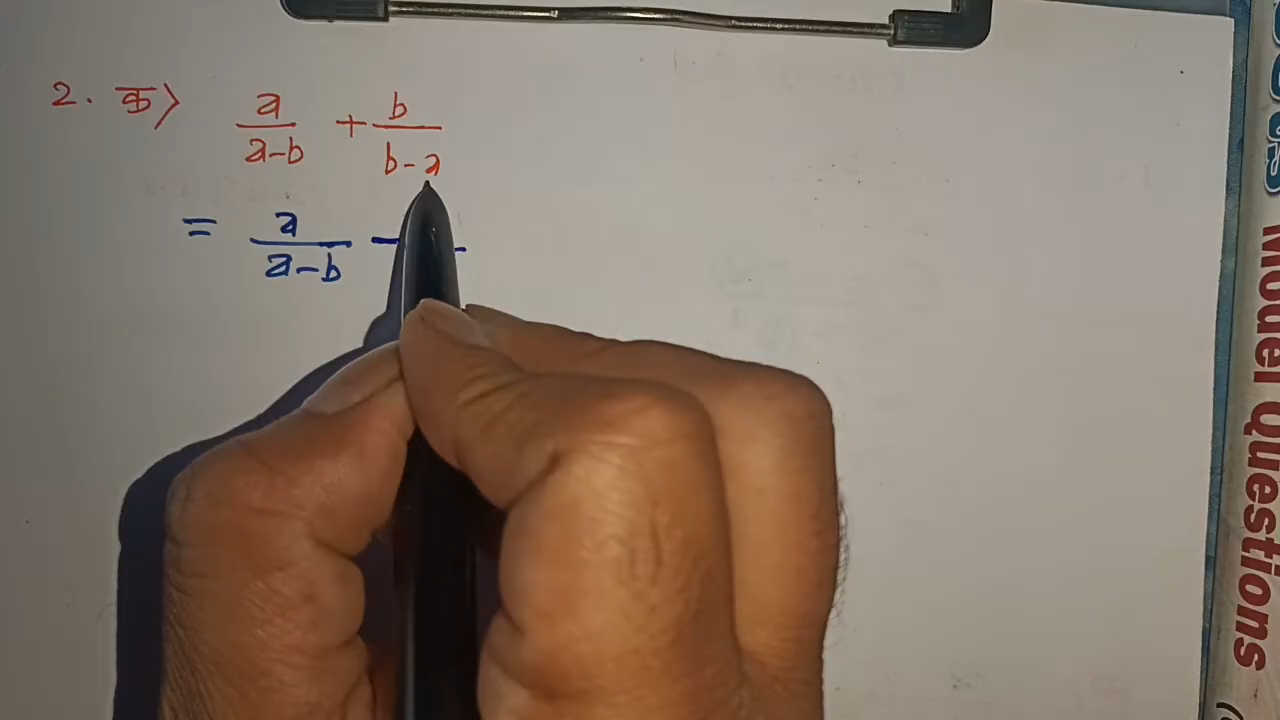 2. क> a/(a-b) + b/(b-a)
= a/(a-b) -
Model Questions